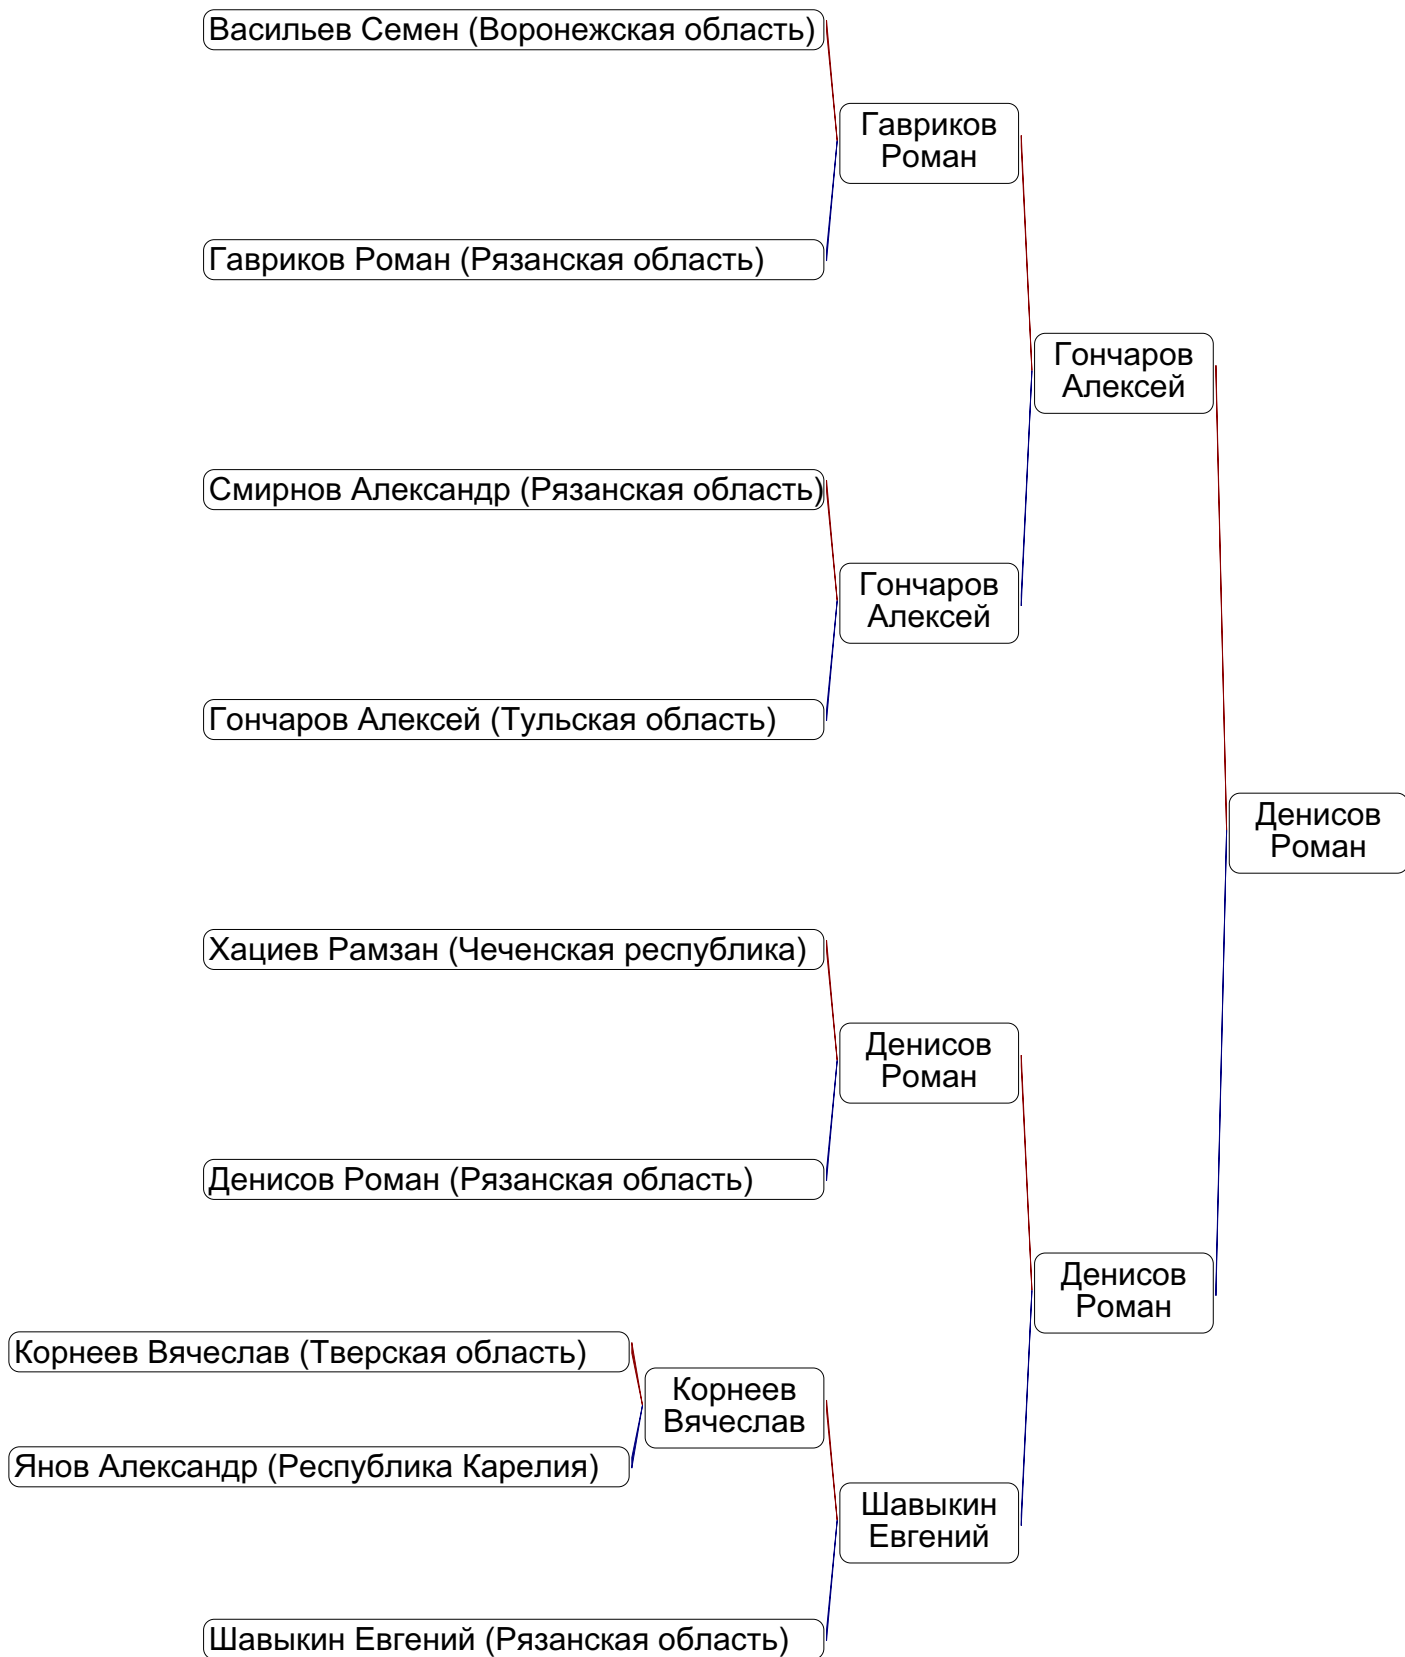 Васильев Семен (Воронежская область)
Гавриков
Роман
Гавриков Роман (Рязанская область)
Гончаров
Алексей
Смирнов Александр (Рязанская область)
Гончаров
Алексей
Гончаров Алексей (Тульская область)
Денисов
Роман
Хациев Рамзан (Чеченская республика)
Денисов
Роман
Денисов Роман (Рязанская область)
Денисов
Роман
Корнеев Вячеслав (Тверская область)
Корнеев
Вячеслав
Янов Александр (Республика Карелия)
Шавыкин
Евгений
Шавыкин Евгений (Рязанская область)